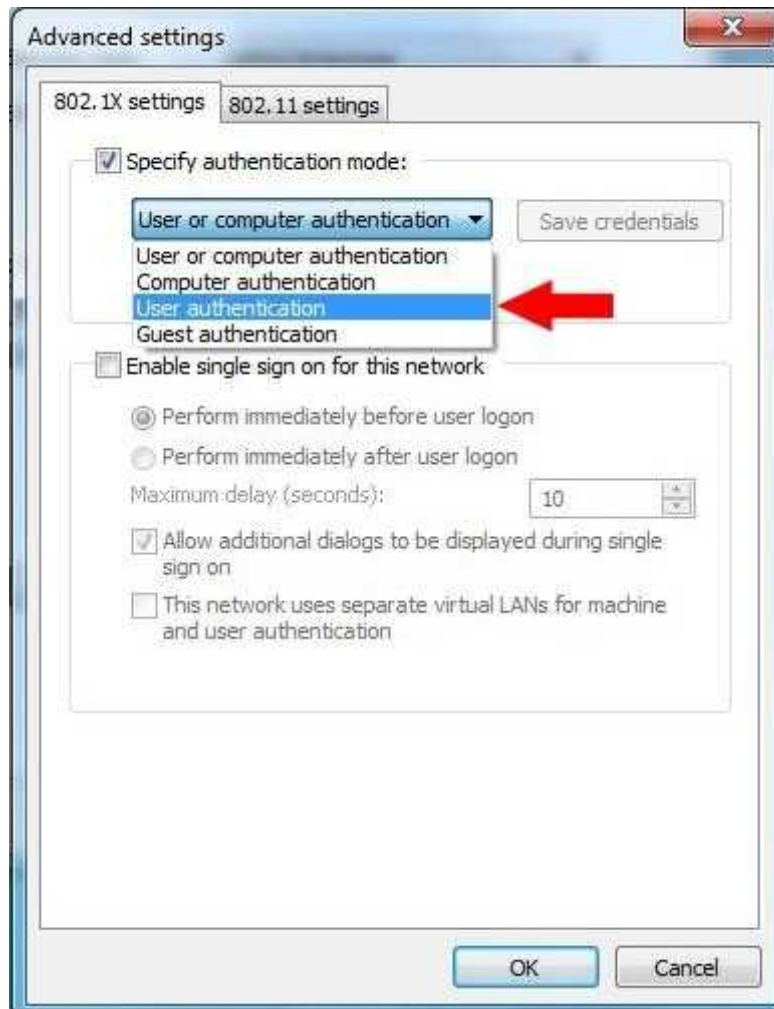 Advanced settings
802.1X settings
802.11 settings
Specify authentication mode:
User or computer authentication
Save credentials
User or computer authentication
Computer authentication
User authentication
Guest authentication
Enable single sign on for this network
Perform immediately before user logon
Perform immediately after user logon
Maximum delay (seconds):
10
Allow additional dialogs to be displayed during single
sign on
This network uses separate virtual LANs for machine
and user authentication
OK
Cancel